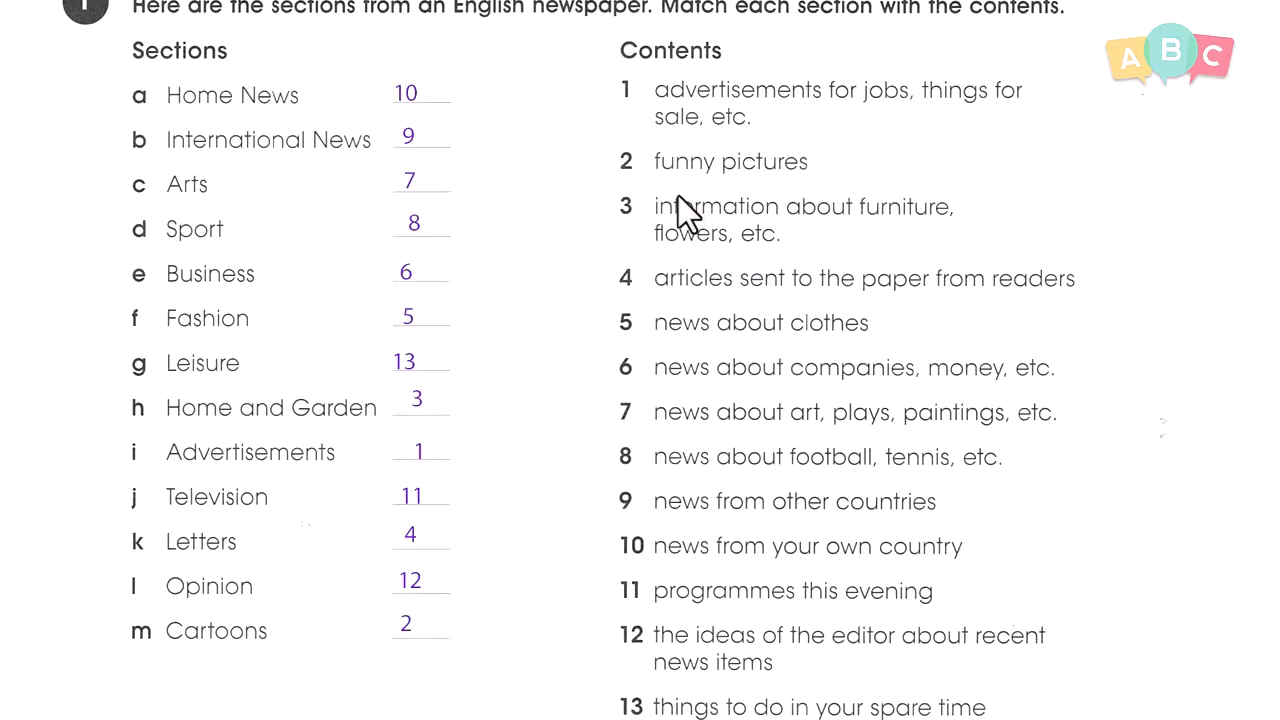 1 Here are the sections from an English newspaper. Match each section with the contents.
A B C
Sections
a Home News 10
b International News 9
c Arts 7
d Sport 8
e Business 6
f Fashion 5
g Leisure 13
h Home and Garden 3
i Advertisements 1
j Television 11
k Letters 4
l Opinion 12
m Cartoons 2
Contents
1 advertisements for jobs, things for
sale, etc.
2 funny pictures
3 information about furniture,
flowers, etc.
4 articles sent to the paper from readers
5 news about clothes
6 news about companies, money, etc.
7 news about art, plays, paintings, etc.
8 news about football, tennis, etc.
9 news from other countries
10 news from your own country
11 programmes this evening
12 the ideas of the editor about recent
news items
13 things to do in your spare time